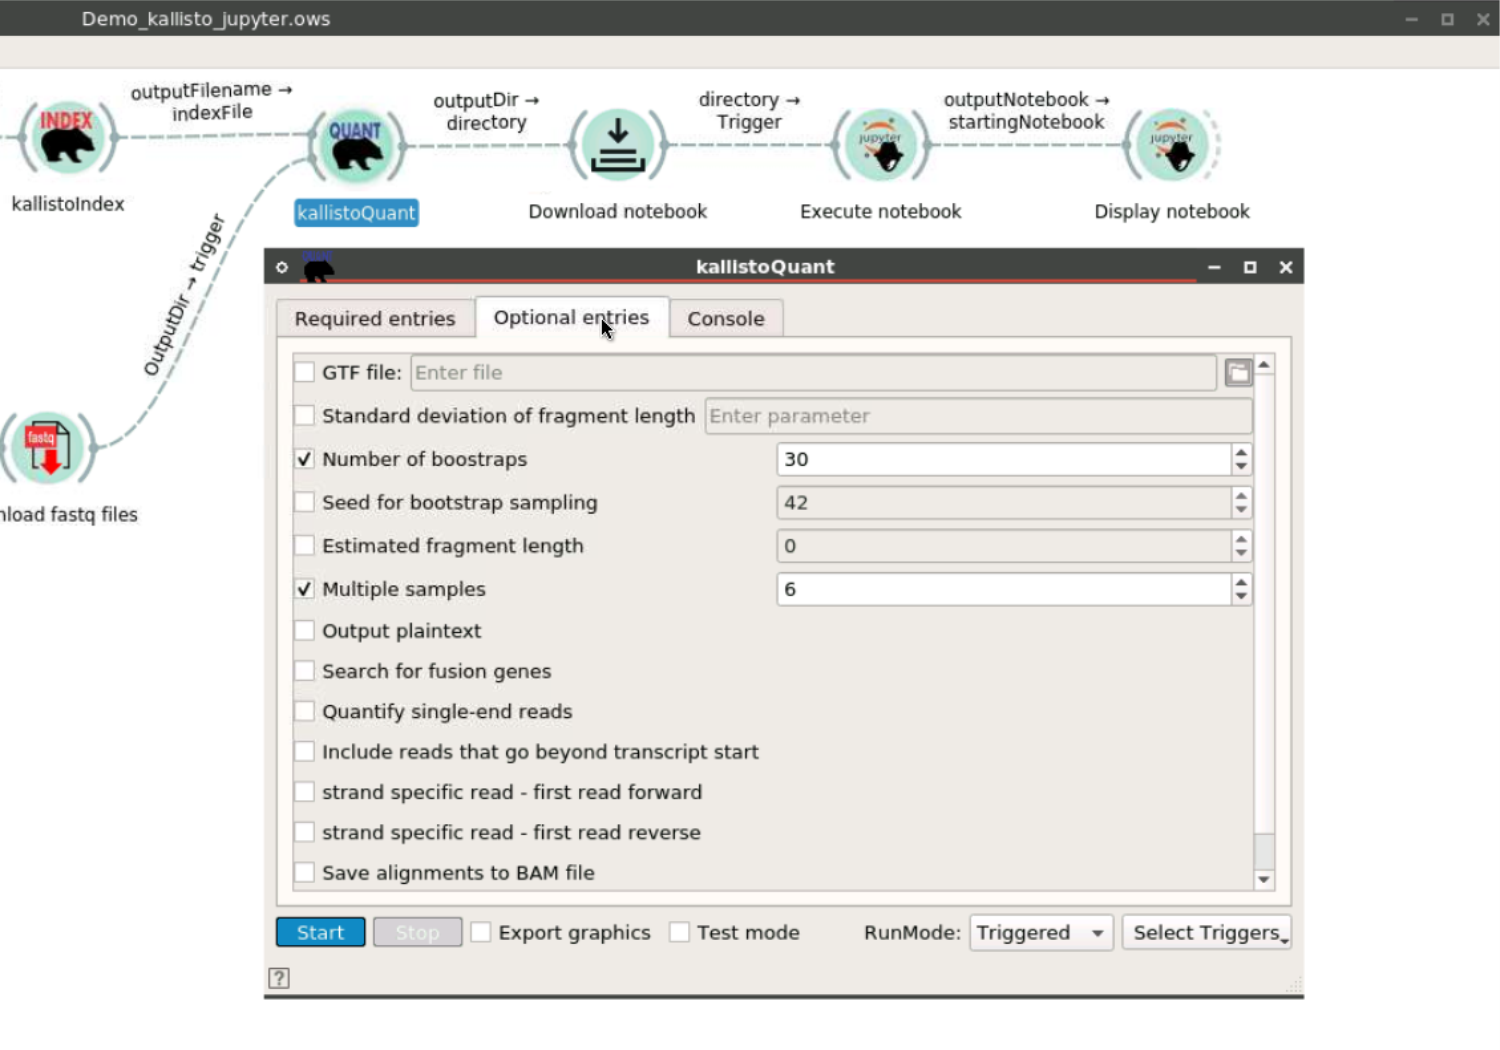 Demo_kallisto_jupyter.ows
outputFilename →
indexFile
outputDir →
directory
directory →
Trigger
outputNotebook →
startingNotebook
INDEX
QUANT
jupyter
jupyter
kallistoIndex
kallistoQuant
Download notebook
Execute notebook
Display notebook
OutputDir → trigger
fastq
nload fastq files
kallistoQuant
Required entries
Optional entries
Console
GTF file:
Enter file
Standard deviation of fragment length
Enter parameter
Number of boostraps
30
Seed for bootstrap sampling
42
Estimated fragment length
0
Multiple samples
6
Output plaintext
Search for fusion genes
Quantify single-end reads
Include reads that go beyond transcript start
strand specific read - first read forward
strand specific read - first read reverse
Save alignments to BAM file
Start
Stop
Export graphics
Test mode
RunMode:
Triggered
Select Triggers
?